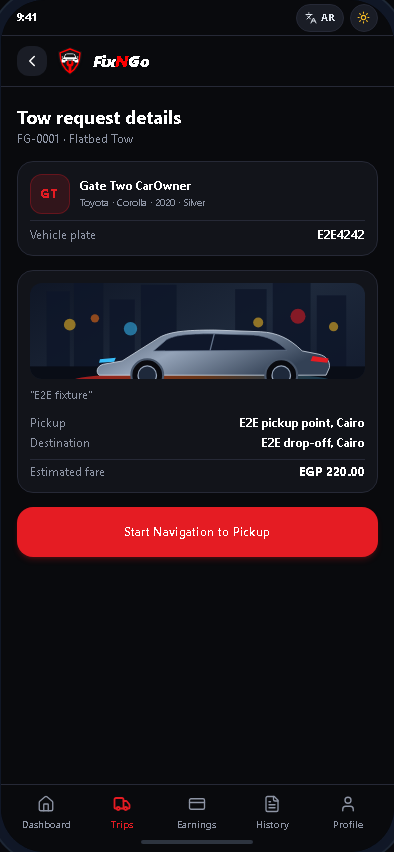 9:41
AR
FixNGo
Tow request details
FG-0001 · Flatbed Tow
GT
Gate Two CarOwner
Toyota · Corolla · 2020 · Silver
Vehicle plate
E2E4242
"E2E fixture"
Pickup
E2E pickup point, Cairo
Destination
E2E drop-off, Cairo
Estimated fare
EGP 220.00
Start Navigation to Pickup
Dashboard
Trips
Earnings
History
Profile